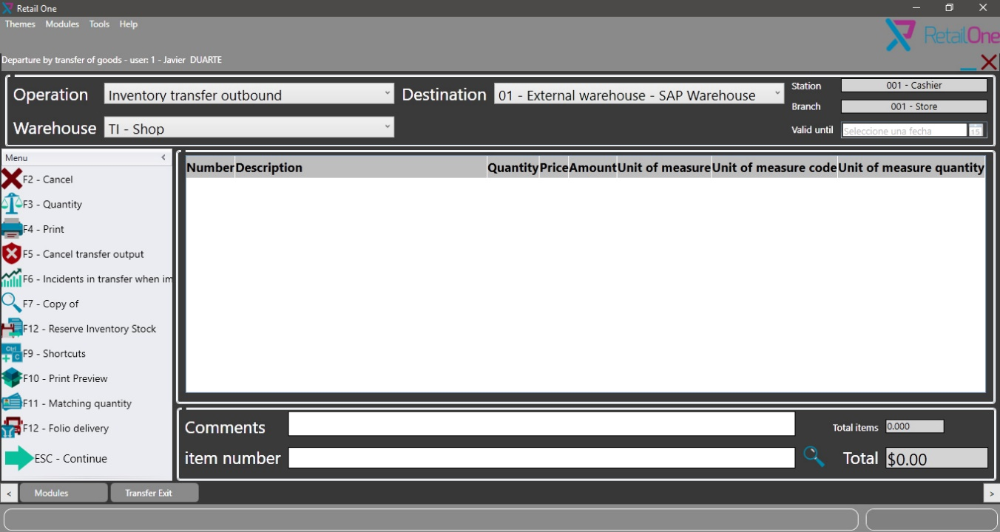 Retail One
Themes Modules Tools Help
RetailOne
Departure by transfer of goods - user: 1 - Javier DUARTE
Operation Inventory transfer outbound Destination 01 - External warehouse - SAP Warehouse
Station 001 - Cashier
Branch 001 - Store
Warehouse TI - Shop
Valid until Seleccione una fecha 15
Menu
F2 - Cancel
F3 - Quantity
F4 - Print
F5 - Cancel transfer output
F6 - Incidents in transfer when im
F7 - Copy of
F12 - Reserve Inventory Stock
Ctrl + C F9 - Shortcuts
F10 - Print Preview
F11 - Matching quantity
F12 - Folio delivery
ESC - Continue
Number Description Quantity Price Amount Unit of measure Unit of measure code Unit of measure quantity
Comments
Total items 0.000
item number
Total $0.00
< Modules Transfer Exit >